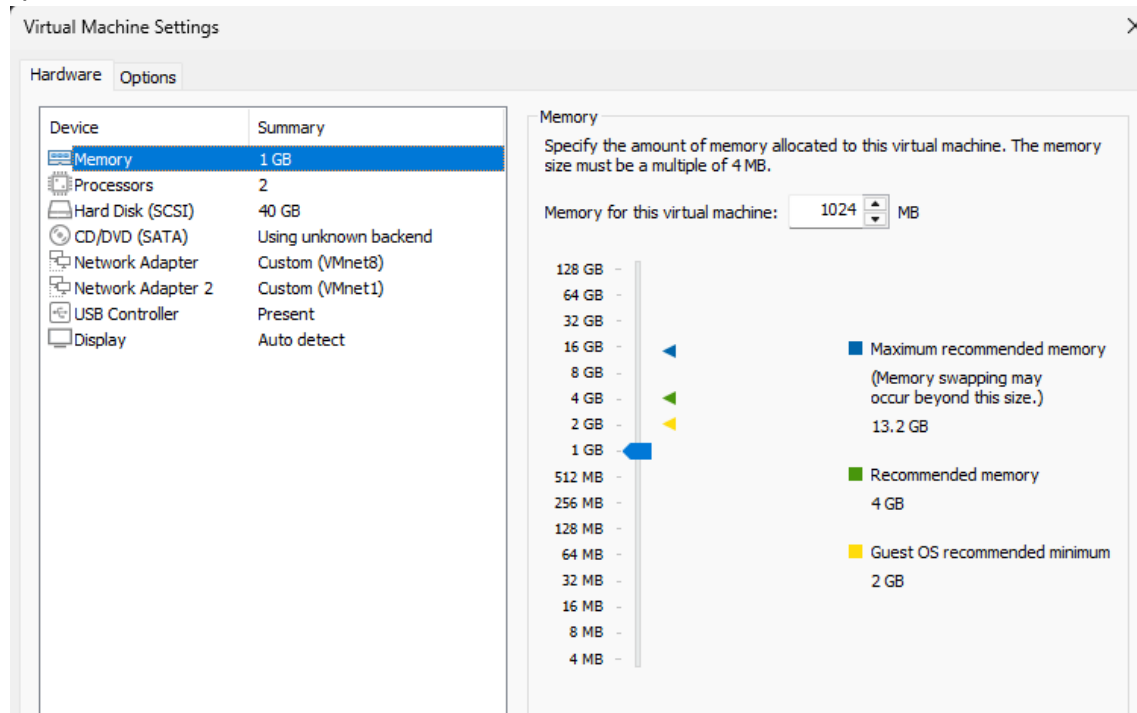 Virtual Machine Settings
Hardware Options
Device Summary
Memory 1 GB
Processors 2
Hard Disk (SCSI) 40 GB
CD/DVD (SATA) Using unknown backend
Network Adapter Custom (VMnet8)
Network Adapter 2 Custom (VMnet1)
USB Controller Present
Display Auto detect
Memory
Specify the amount of memory allocated to this virtual machine. The memory
size must be a multiple of 4 MB.
Memory for this virtual machine: 1024 MB
128 GB
64 GB
32 GB
16 GB
8 GB
4 GB
2 GB
1 GB
512 MB
256 MB
128 MB
64 MB
32 MB
16 MB
8 MB
4 MB
Maximum recommended memory
(Memory swapping may
occur beyond this size.)
13.2 GB
Recommended memory
4 GB
Guest OS recommended minimum
2 GB